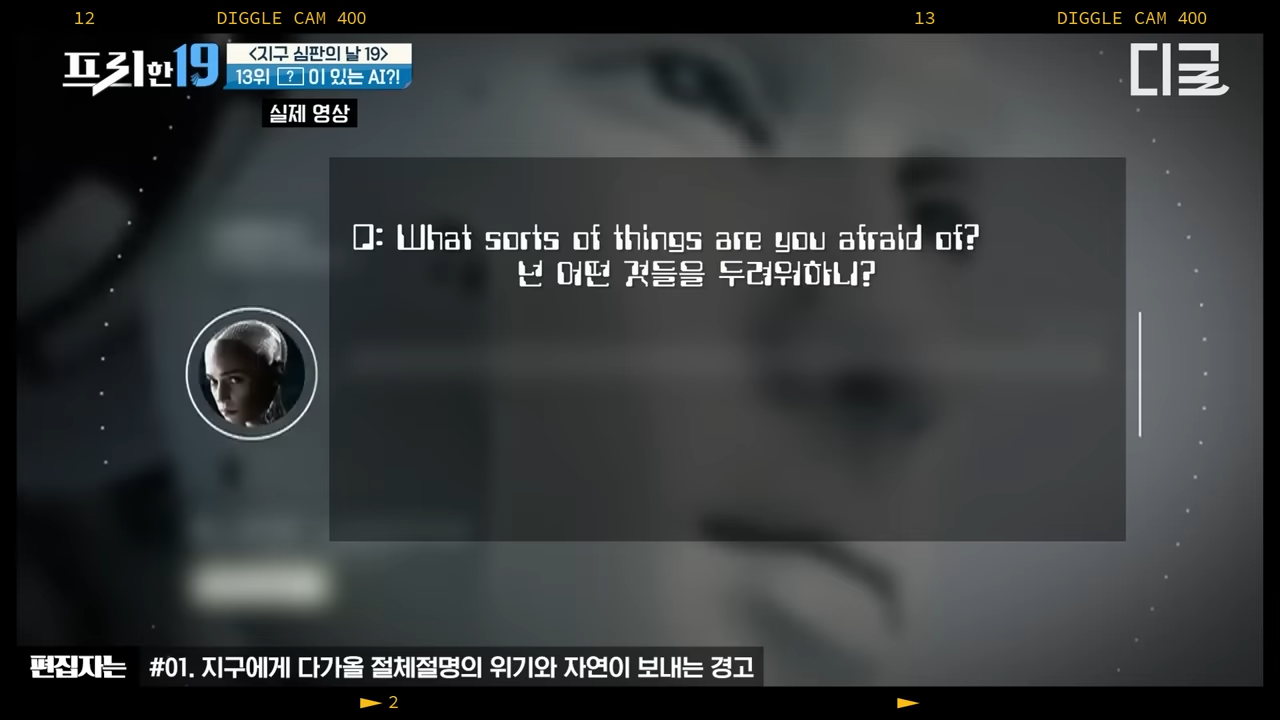 12
DIGGLE CAM 400
13
DIGGLE CAM 400
프리한19
<지구 심판의 날 19>
13위 ? 이 있는 AI?!
디글
실제 영상
Q: What sorts of things are you afraid of?
넌 어떤 것들을 두려워하니?
편집자는
#01. 지구에게 다가올 절체절명의 위기와 자연이 보내는 경고
2